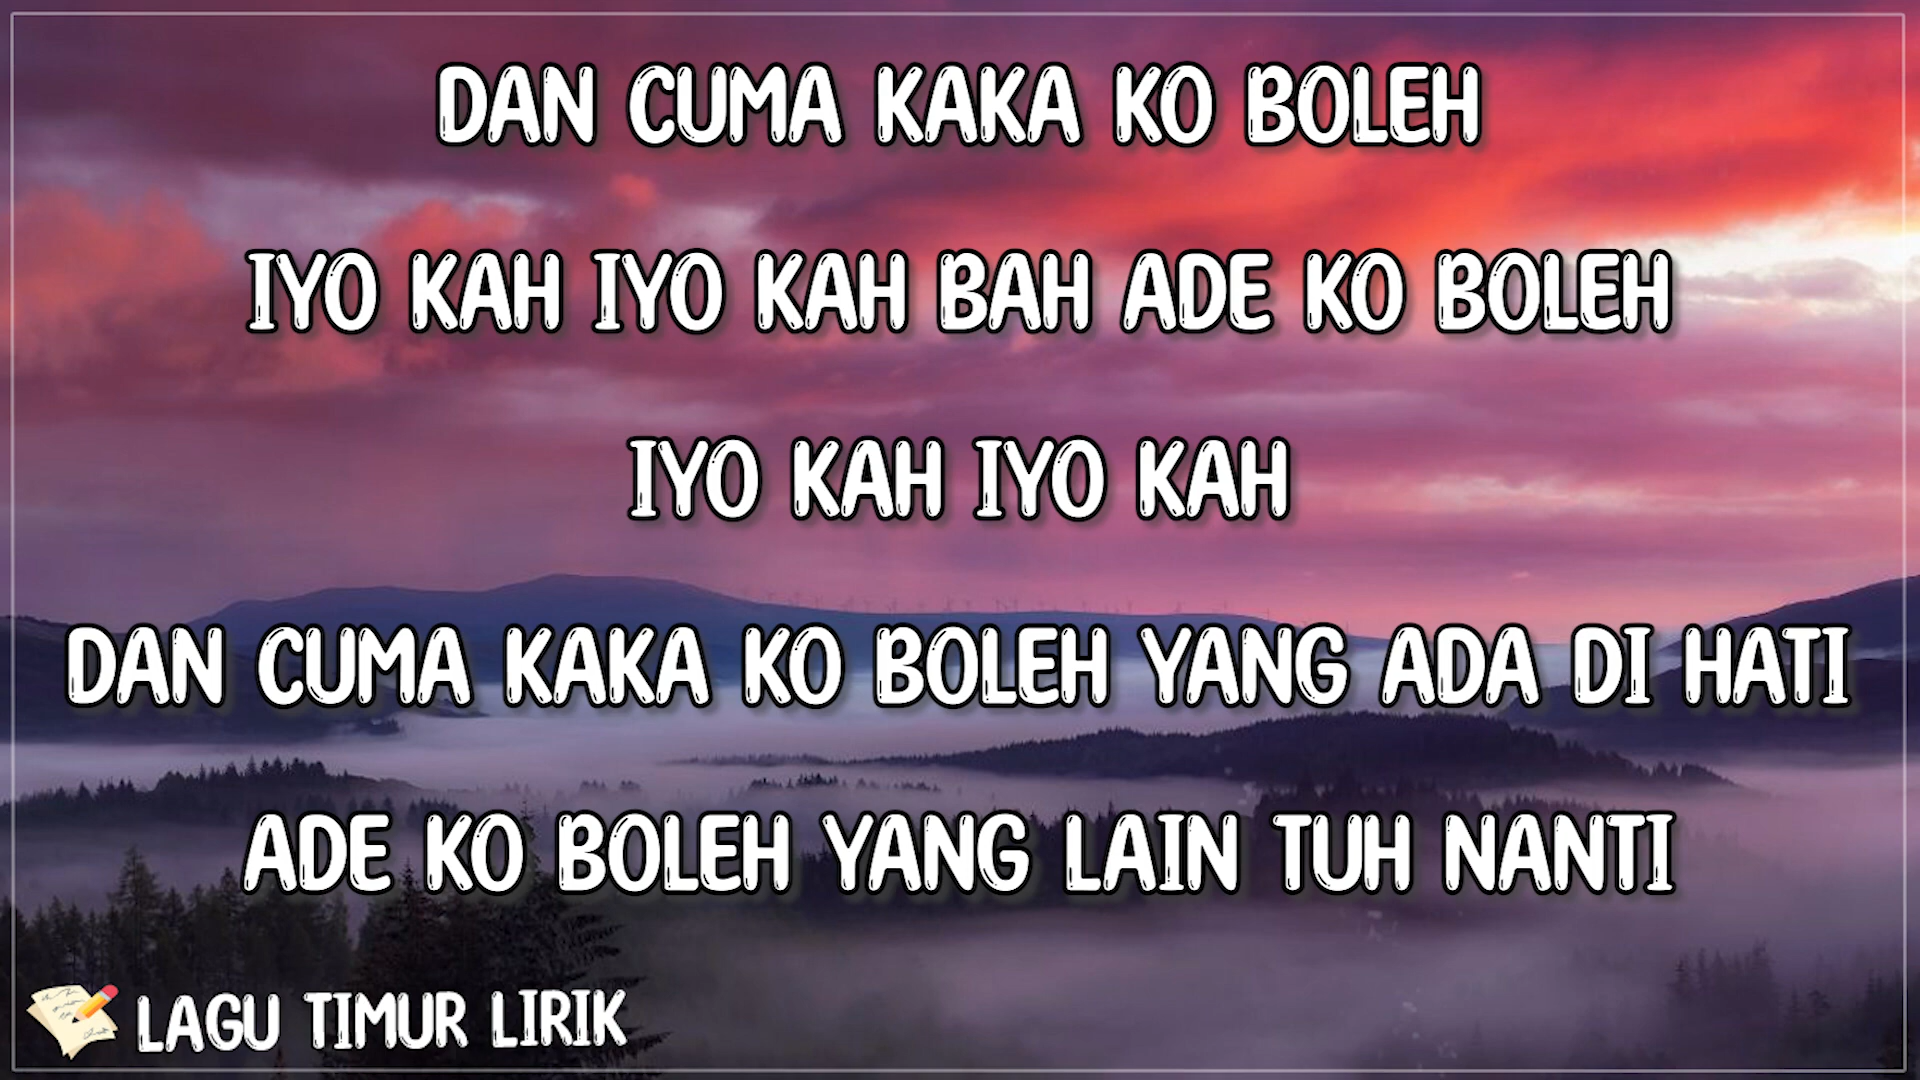 DAN CUMA KAKA KO BOLEH
IYO KAH IYO KAH BAH ADE KO BOLEH
IYO KAH IYO KAH
DAN CUMA KAKA KO BOLEH YANG ADA DI HATI
ADE KO BOLEH YANG LAIN TUH NANTI
LAGU TIMUR LIRIK